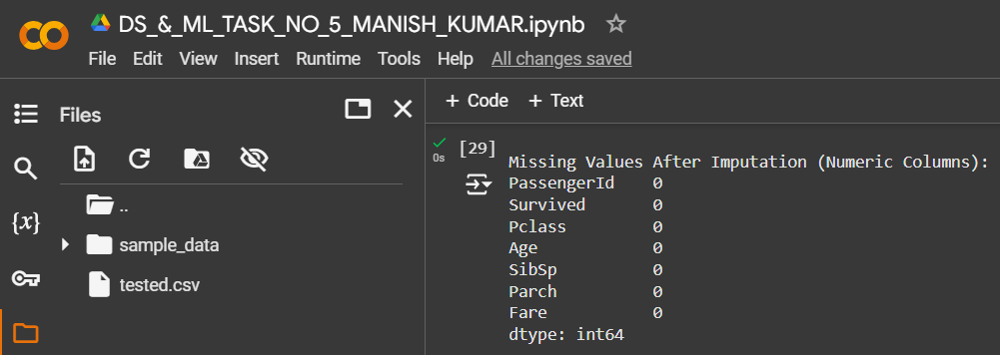 DS_&_ML_TASK_NO_5_MANISH_KUMAR.ipynb
File Edit View Insert Runtime Tools Help All changes saved
Files
+ Code + Text
..
sample_data
tested.csv
{x}
0s
[29]
Missing Values After Imputation (Numeric Columns):
PassengerId 0
Survived 0
Pclass 0
Age 0
SibSp 0
Parch 0
Fare 0
dtype: int64